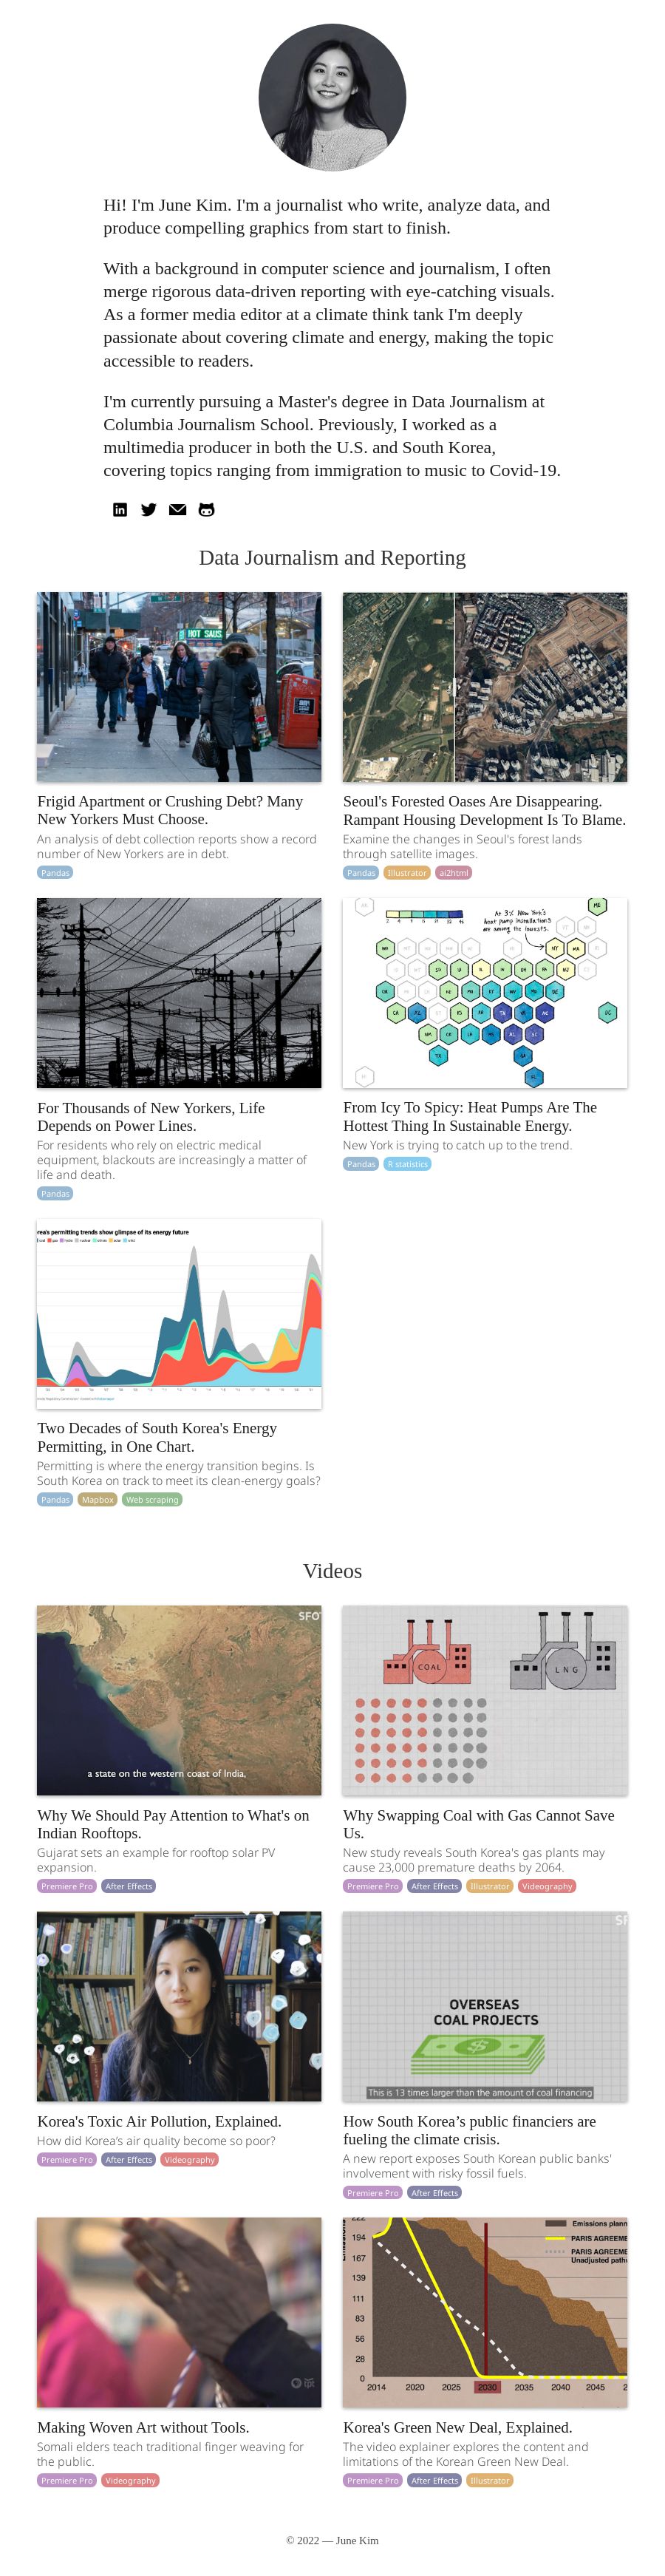 Hi! I'm June Kim. I'm a journalist who write, analyze data, and
produce compelling graphics from start to finish.
With a background in computer science and journalism, I often
merge rigorous data-driven reporting with eye-catching visuals.
As a former media editor at a climate think tank I'm deeply
passionate about covering climate and energy, making the topic
accessible to readers.
I'm currently pursuing a Master's degree in Data Journalism at
Columbia Journalism School. Previously, I worked as a
multimedia producer in both the U.S. and South Korea,
covering topics ranging from immigration to music to Covid-19.
Data Journalism and Reporting
HOT SAUS
Frigid Apartment or Crushing Debt? Many
New Yorkers Must Choose.
An analysis of debt collection reports show a record
number of New Yorkers are in debt.
Pandas
Seoul's Forested Oases Are Disappearing.
Rampant Housing Development Is To Blame.
Examine the changes in Seoul's forest lands
through satellite images.
Pandas Illustrator ai2html
At 3% New York's
heat pump installations
are among the lowest.
For Thousands of New Yorkers, Life
Depends on Power Lines.
For residents who rely on electric medical
equipment, blackouts are increasingly a matter of
life and death.
Pandas
From Icy To Spicy: Heat Pumps Are The
Hottest Thing In Sustainable Energy.
New York is trying to catch up to the trend.
Pandas R statistics
rea's permitting trends show glimpse of its energy future
Two Decades of South Korea's Energy
Permitting, in One Chart.
Permitting is where the energy transition begins. Is
South Korea on track to meet its clean-energy goals?
Pandas Mapbox Web scraping
Videos
SFO
a state on the western coast of India,
Why We Should Pay Attention to What's on
Indian Rooftops.
Gujarat sets an example for rooftop solar PV
expansion.
Premiere Pro After Effects
COAL
LNG
Why Swapping Coal with Gas Cannot Save
Us.
New study reveals South Korea's gas plants may
cause 23,000 premature deaths by 2064.
Premiere Pro After Effects Illustrator Videography
Korea's Toxic Air Pollution, Explained.
How did Korea's air quality become so poor?
Premiere Pro After Effects Videography
SF
OVERSEAS
COAL PROJECTS
This is 13 times larger than the amount of coal financing
How South Korea’s public financiers are
fueling the climate crisis.
A new report exposes South Korean public banks'
involvement with risky fossil fuels.
Premiere Pro After Effects
Making Woven Art without Tools.
Somali elders teach traditional finger weaving for
the public.
Premiere Pro Videography
Emissions plann
PARIS AGREEME
PARIS AGREEME
Unadjusted path
222
194
167
139
111
83
56
28
0
2014 2020 2025 2030 2035 2040 2045 2
Korea's Green New Deal, Explained.
The video explainer explores the content and
limitations of the Korean Green New Deal.
Premiere Pro After Effects Illustrator
© 2022 — June Kim